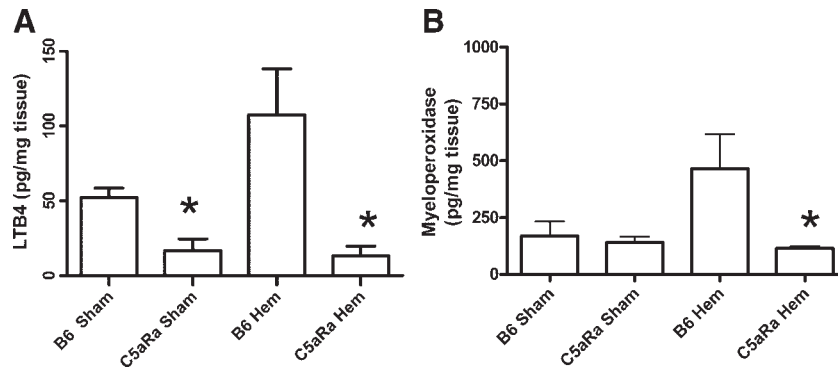 A
LTB4 (pg/mg tissue)
150
100
50
0
*
*
B6 Sham
C5aRa Sham
B6 Hem
C5aRa Hem
B
Myeloperoxidase
(pg/mg tissue)
1000
750
500
250
0
*
B6 Sham
C5aRa Sham
B6 Hem
C5aRa Hem